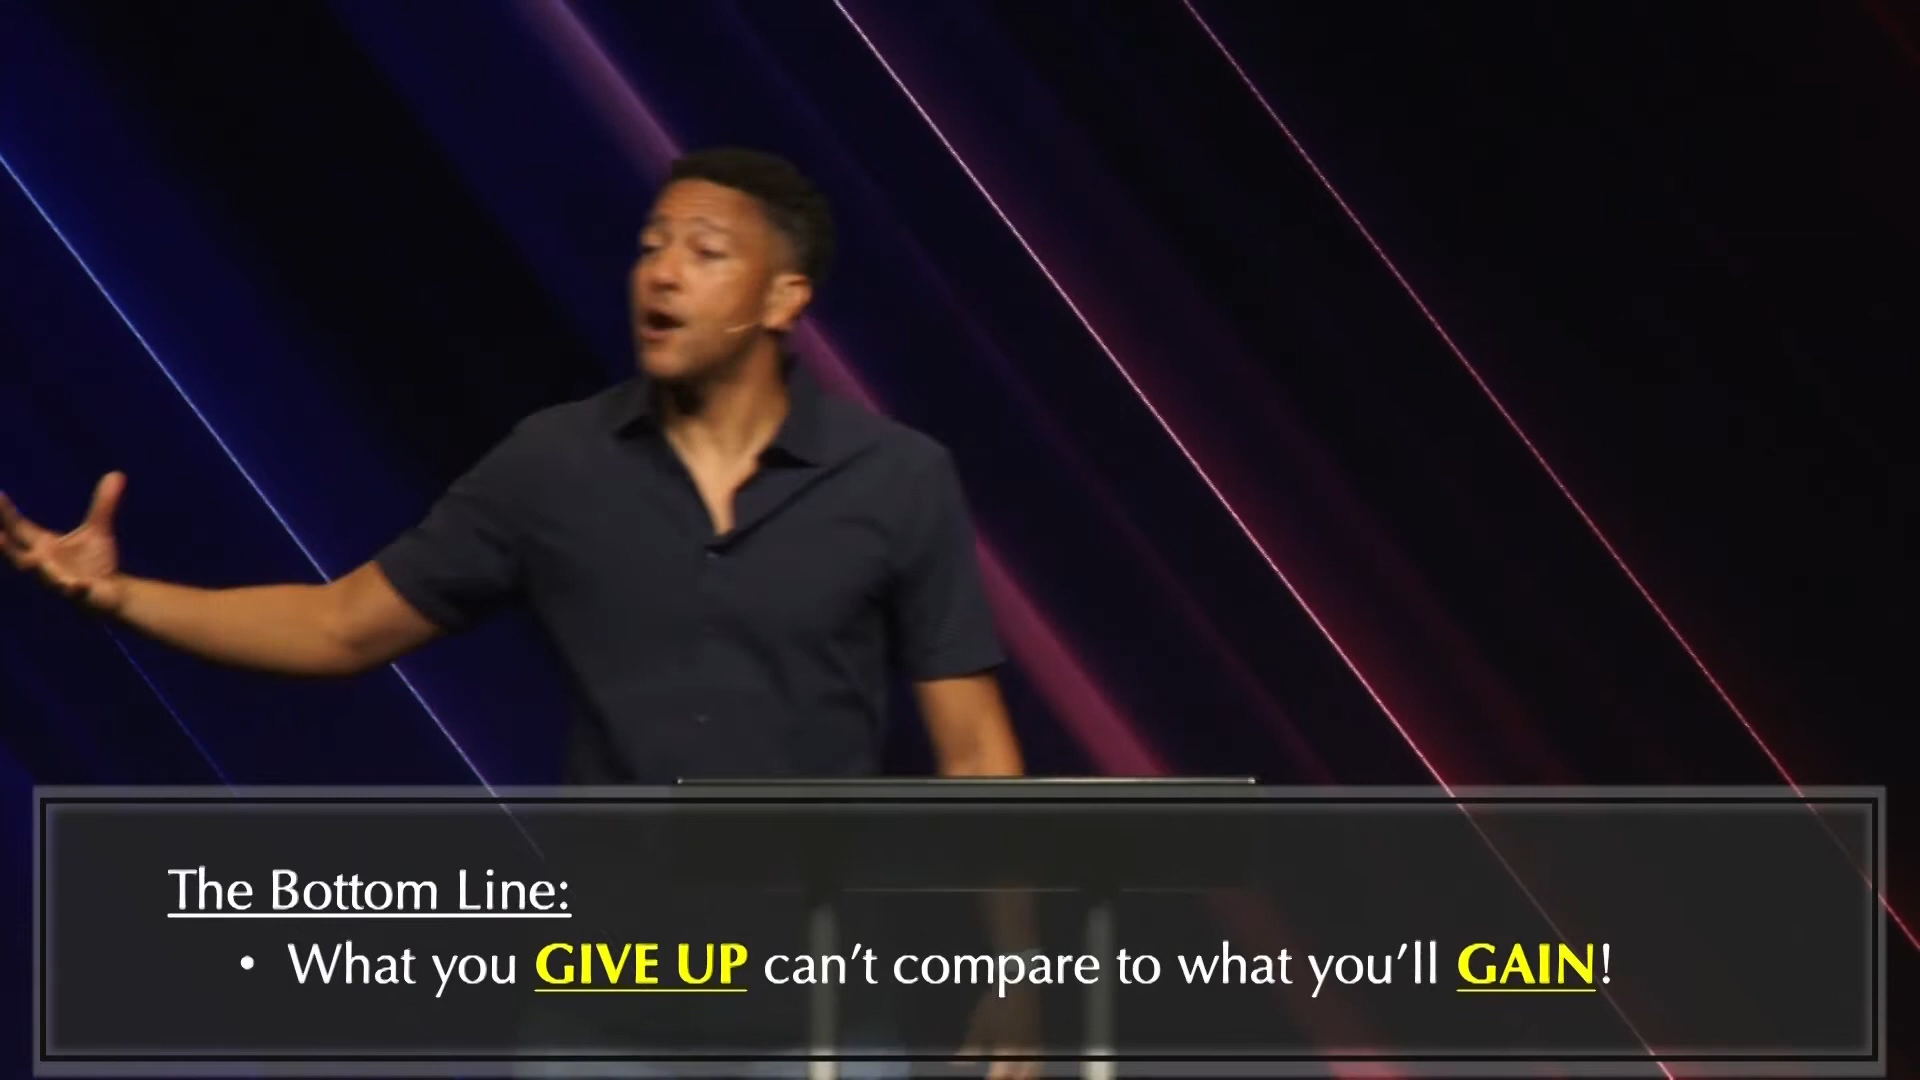 The Bottom Line:
• What you GIVE UP can't compare to what you'll GAIN!